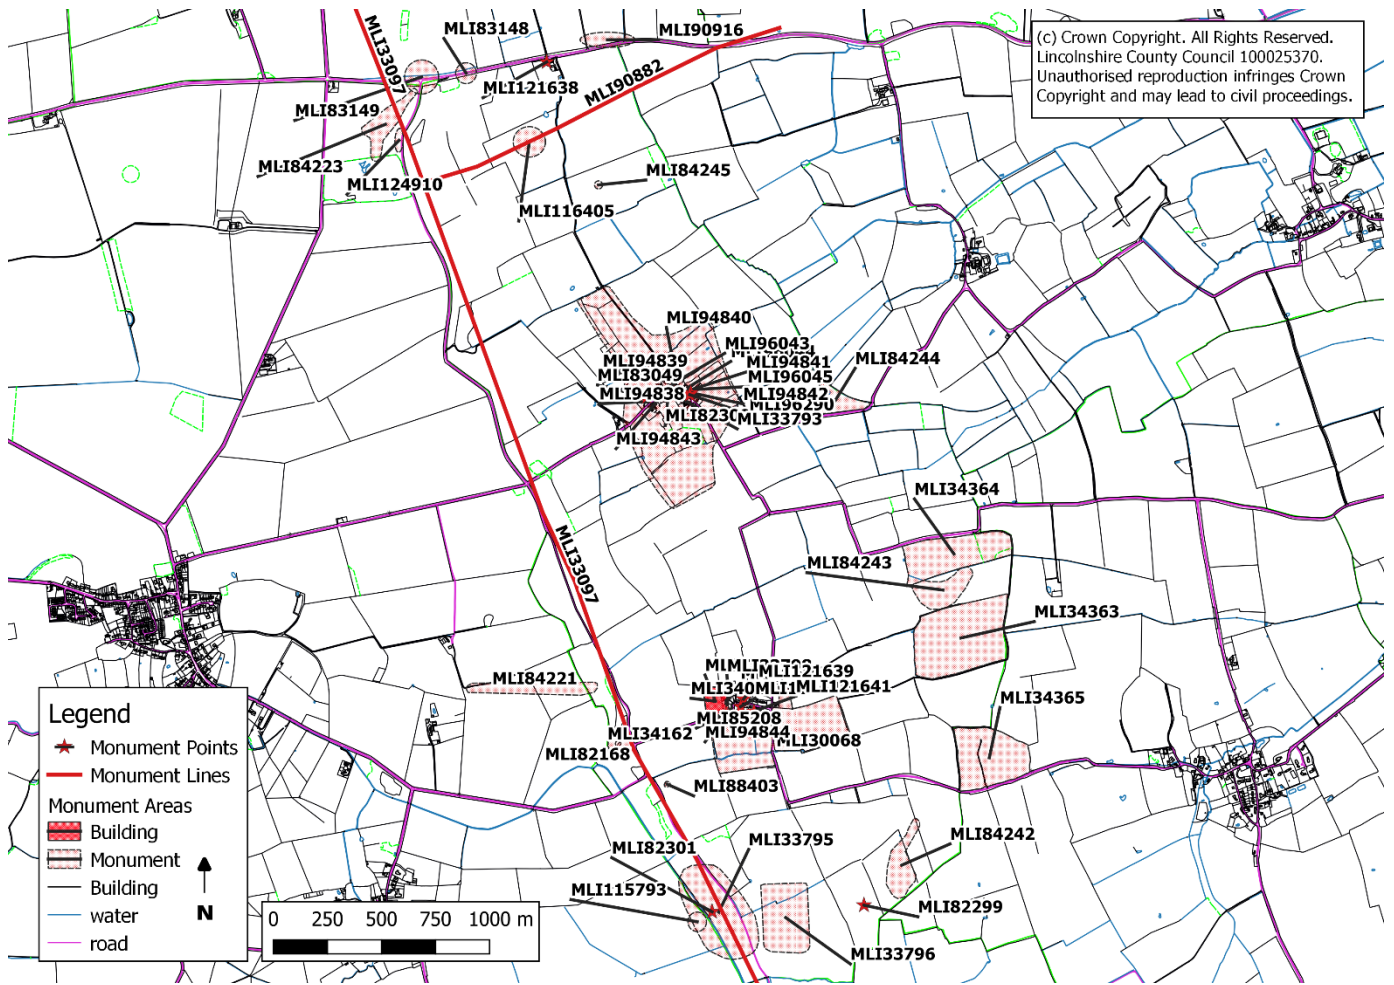 MLI33097
MLI83148
MLI90916
(c) Crown Copyright. All Rights Reserved.
Lincolnshire County Council 100025370.
Unauthorised reproduction infringes Crown
Copyright and may lead to civil proceedings.
MLI121638
MLI90882
MLI83149
MLI84223
MLI124910
MLI84245
MLI116405
MLI94840
MLI96043
MLI94839
MLI94841
MLI84244
MLI83049
MLI96045
MLI94838
MLI94842
MLI96290
MLI8230
MLI33793
MLI94843
MLI34364
MLI33097
MLI84243
MLI34363
MLI121639
MLI84221
MLI340
MLI1
MLI121641
MLI34365
MLI85208
MLI34162
MLI94844
MLI30068
MLI82168
MLI88403
MLI82301
MLI33795
MLI84242
MLI115793
MLI82299
MLI33796
Legend
Monument Points
Monument Lines
Monument Areas
Building
Monument
Building
water
road
N
0 250 500 750 1000 m